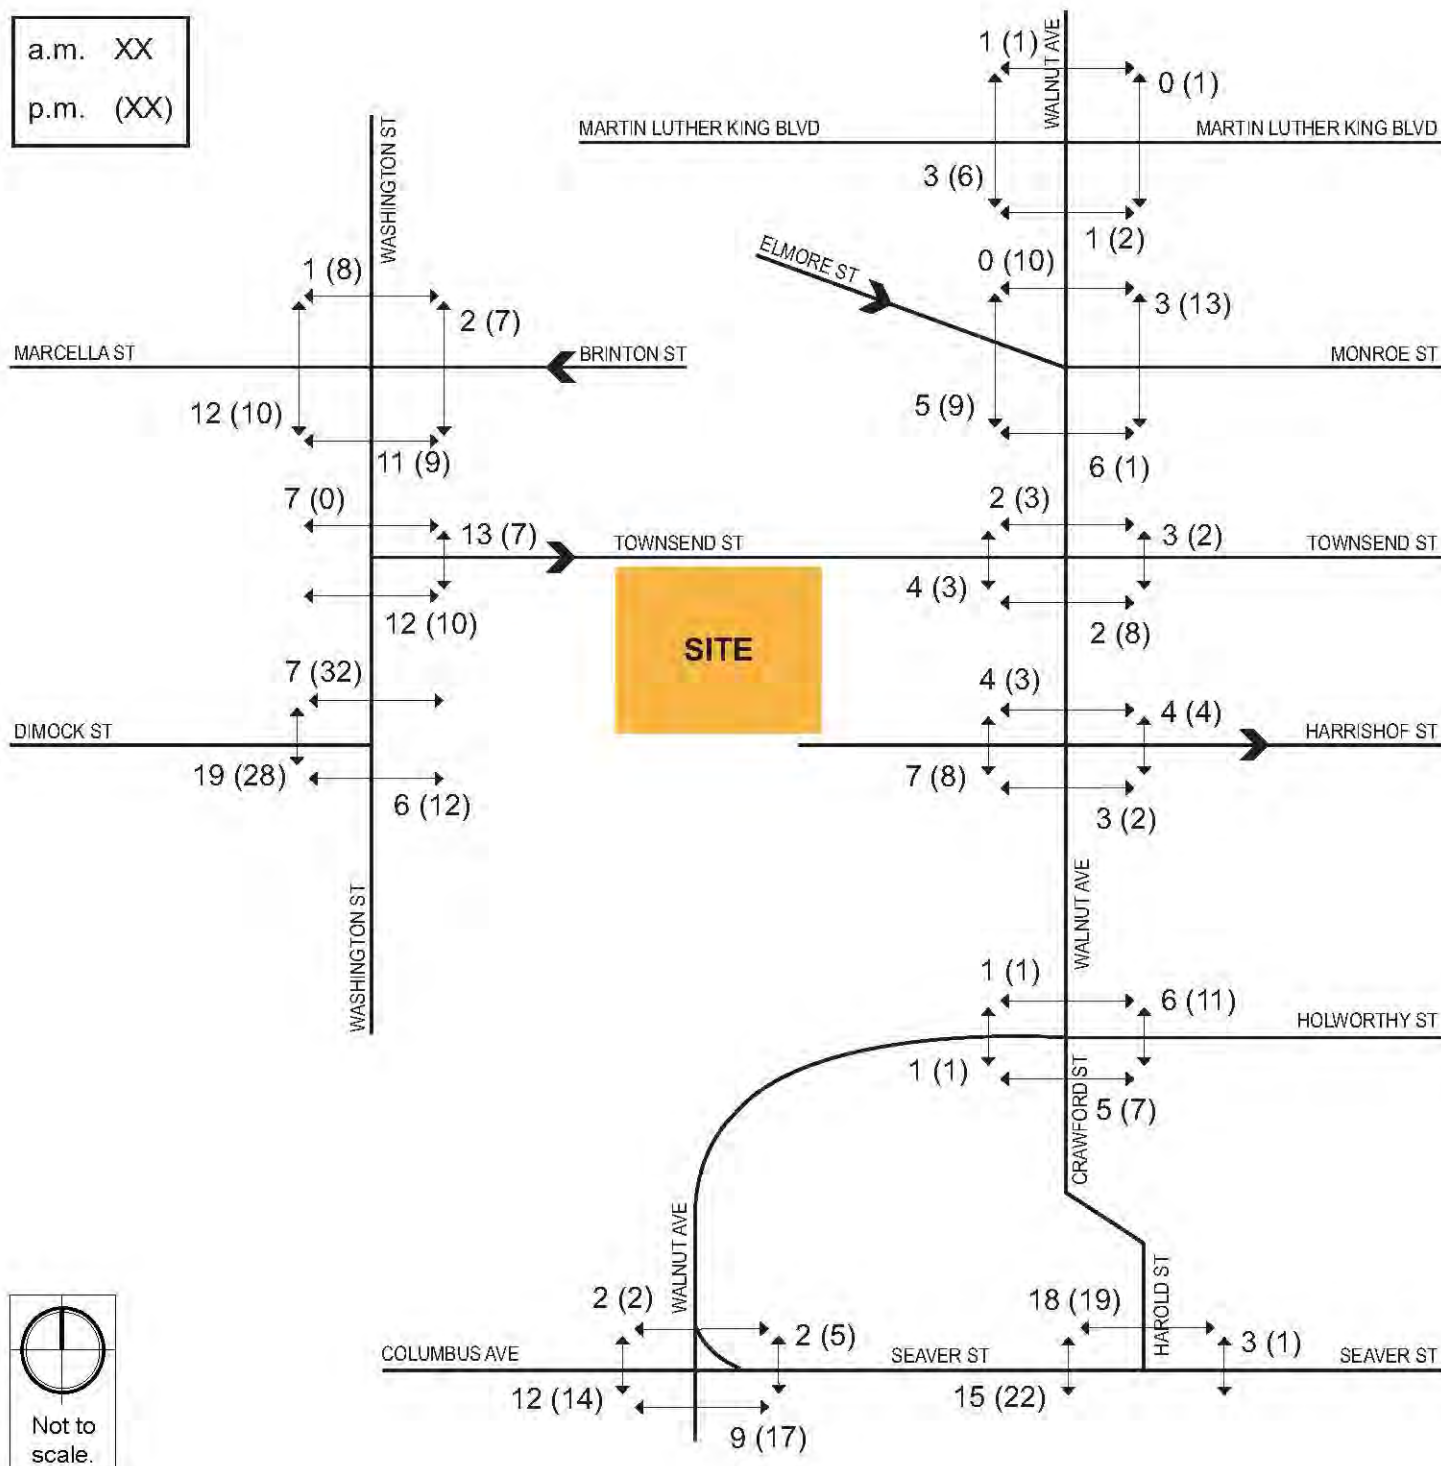 a.m. XX
p.m. (XX)
WALNUT AVE
1 (1)
0 (1)
MARTIN LUTHER KING BLVD
MARTIN LUTHER KING BLVD
3 (6)
1 (2)
WASHINGTON ST
ELMORE ST
0 (10)
3 (13)
1 (8)
2 (7)
MARCELLA ST
BRINTON ST
MONROE ST
12 (10)
11 (9)
5 (9)
6 (1)
7 (0)
13 (7)
TOWNSEND ST
2 (3)
3 (2)
TOWNSEND ST
4 (3)
2 (8)
12 (10)
SITE
7 (32)
DIMOCK ST
19 (28)
6 (12)
4 (3)
4 (4)
HARRISHOF ST
7 (8)
3 (2)
WASHINGTON ST
WALNUT AVE
1 (1)
6 (11)
HOLWORTHY ST
1 (1)
5 (7)
CRAWFORD ST
WALNUT AVE
HAROLD ST
2 (2)
2 (5)
COLUMBUS AVE
12 (14)
9 (17)
SEAVER ST
18 (19)
3 (1)
SEAVER ST
15 (22)
Not to
scale.